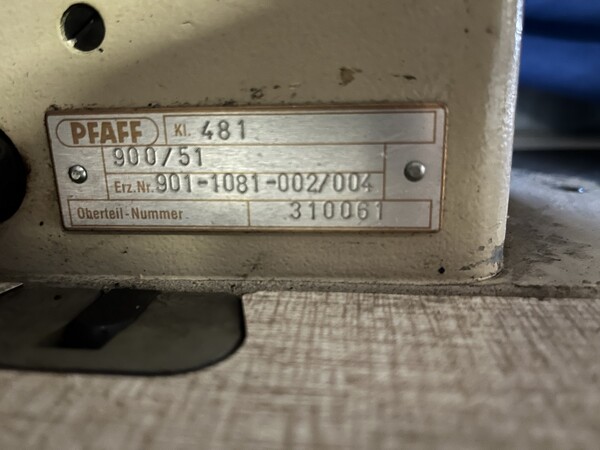 PFAFF Kl. 481
900/51
Erz.Nr. 901-1081-002/004
Oberteil-Nummer 310061